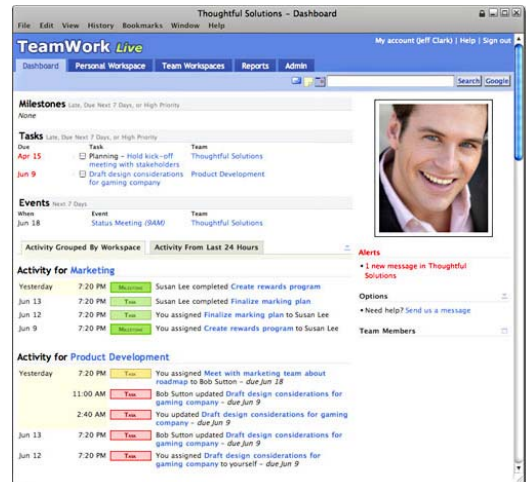 Thoughtful Solutions – Dashboard
File Edit View History Bookmarks Window Help
TeamWork Live
My account (Jeff Clark) | Help | Sign out
Dashboard Personal Workspace Team Workspaces Reports Admin
Search Google
Milestones Late, Due Next 7 Days, or High Priority
None
Tasks Late, Due Next 7 Days, or High Priority
Due Task Team
Apr 15 Planning – Hold kick-off Thoughtful Solutions
meeting with stakeholders
Jun 9 Draft design considerations Product Development
for gaming company
Events Next 7 Days
When Event Team
Jun 18 Status Meeting (9AM) Thoughtful Solutions
Activity Grouped By Workspace Activity From Last 24 Hours
Activity for Marketing
Yesterday 7:20 PM Milestone Susan Lee completed Create rewards program
Jun 13 7:20 PM Task Susan Lee completed Finalize marketing plan
Jun 12 7:20 PM Task You assigned Finalize marketing plan to Susan Lee
Jun 9 7:20 PM Milestone You assigned Create rewards program to Susan Lee
Activity for Product Development
Yesterday 7:20 PM Task You assigned Meet with marketing team about
roadmap to Bob Sutton – due Jun 18
11:00 AM Task Bob Sutton updated Draft design considerations for
gaming company – due Jun 9
2:40 AM Task You updated Draft design considerations for gaming
company – due Jun 9
Jun 13 7:20 PM Task Bob Sutton updated Draft design considerations for
gaming company – due Jun 9
Jun 12 7:20 PM Task You assigned Draft design considerations for
gaming company to yourself – due Jun 9
Alerts
• 1 new message in Thoughtful
Solutions
Options
• Need help? Send us a message
Team Members